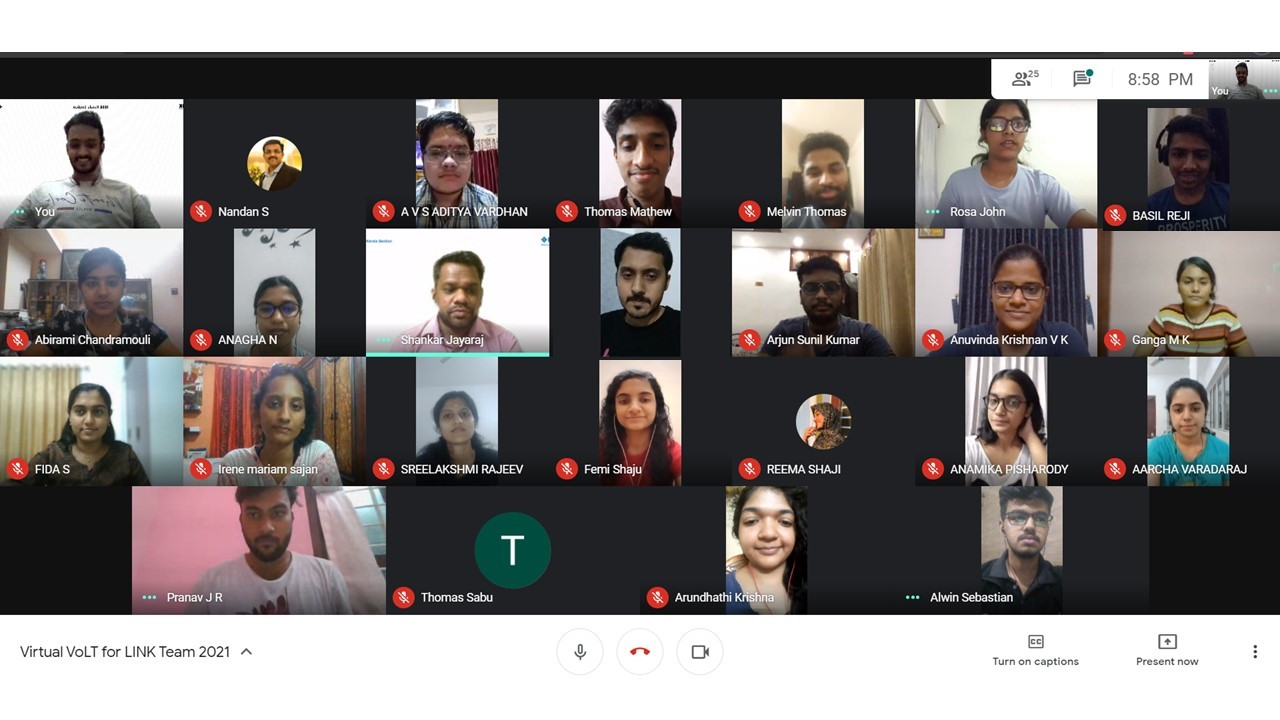 25
8:58 PM
You
You
Nandan S
A V S ADITYA VARDHAN
Thomas Mathew
Melvin Thomas
Rosa John
BASIL REJI
PROSPERITY
Abirami Chandramouli
ANAGHA N
Kerala Section
Shankar Jayaraj
Arjun Sunil Kumar
Anuvinda Krishnan V K
Ganga M K
FIDA S
Irene mariam sajan
SREELAKSHMI RAJEEV
Femi Shaju
REEMA SHAJI
ANAMIKA PISHARODY
AARCHA VARADARAJ
Pranav J R
T
Thomas Sabu
Arundhathi Krishna
Alwin Sebastian
Virtual VoLT for LINK Team 2021
CC
Turn on captions
Present now